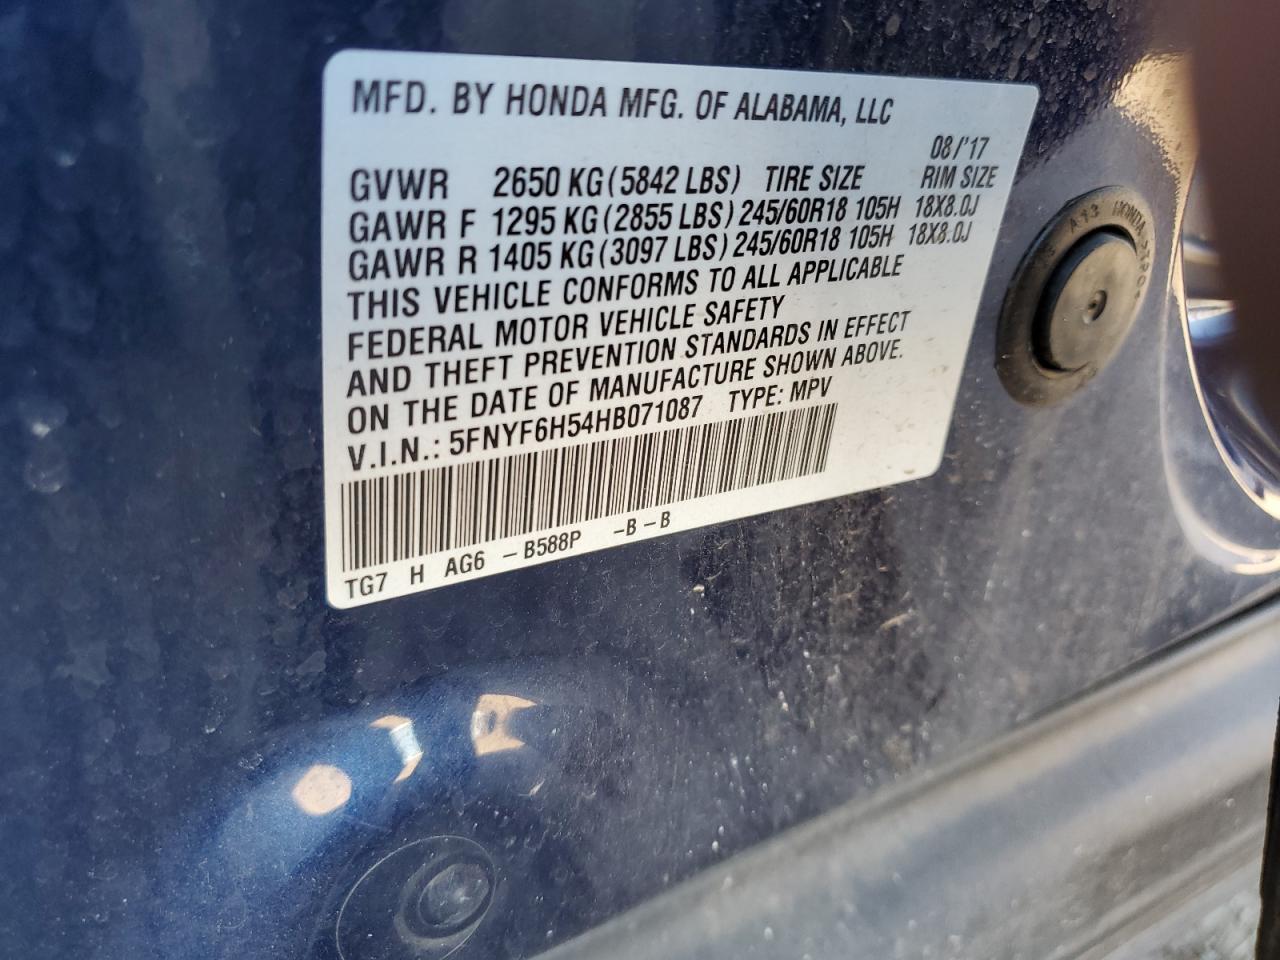 MFD. BY HONDA MFG. OF ALABAMA, LLC
08/'17
GVWR 2650 KG (5842 LBS) TIRE SIZE RIM SIZE
GAWR F 1295 KG (2855 LBS) 245/60R18 105H 18X8.0J
GAWR R 1405 KG (3097 LBS) 245/60R18 105H 18X8.0J
THIS VEHICLE CONFORMS TO ALL APPLICABLE
FEDERAL MOTOR VEHICLE SAFETY
AND THEFT PREVENTION STANDARDS IN EFFECT
ON THE DATE OF MANUFACTURE SHOWN ABOVE.
V.I.N.: 5FNYF6H54HB071087 TYPE: MPV
TG7 H AG6 -B588P -B-B
A13 HONDA